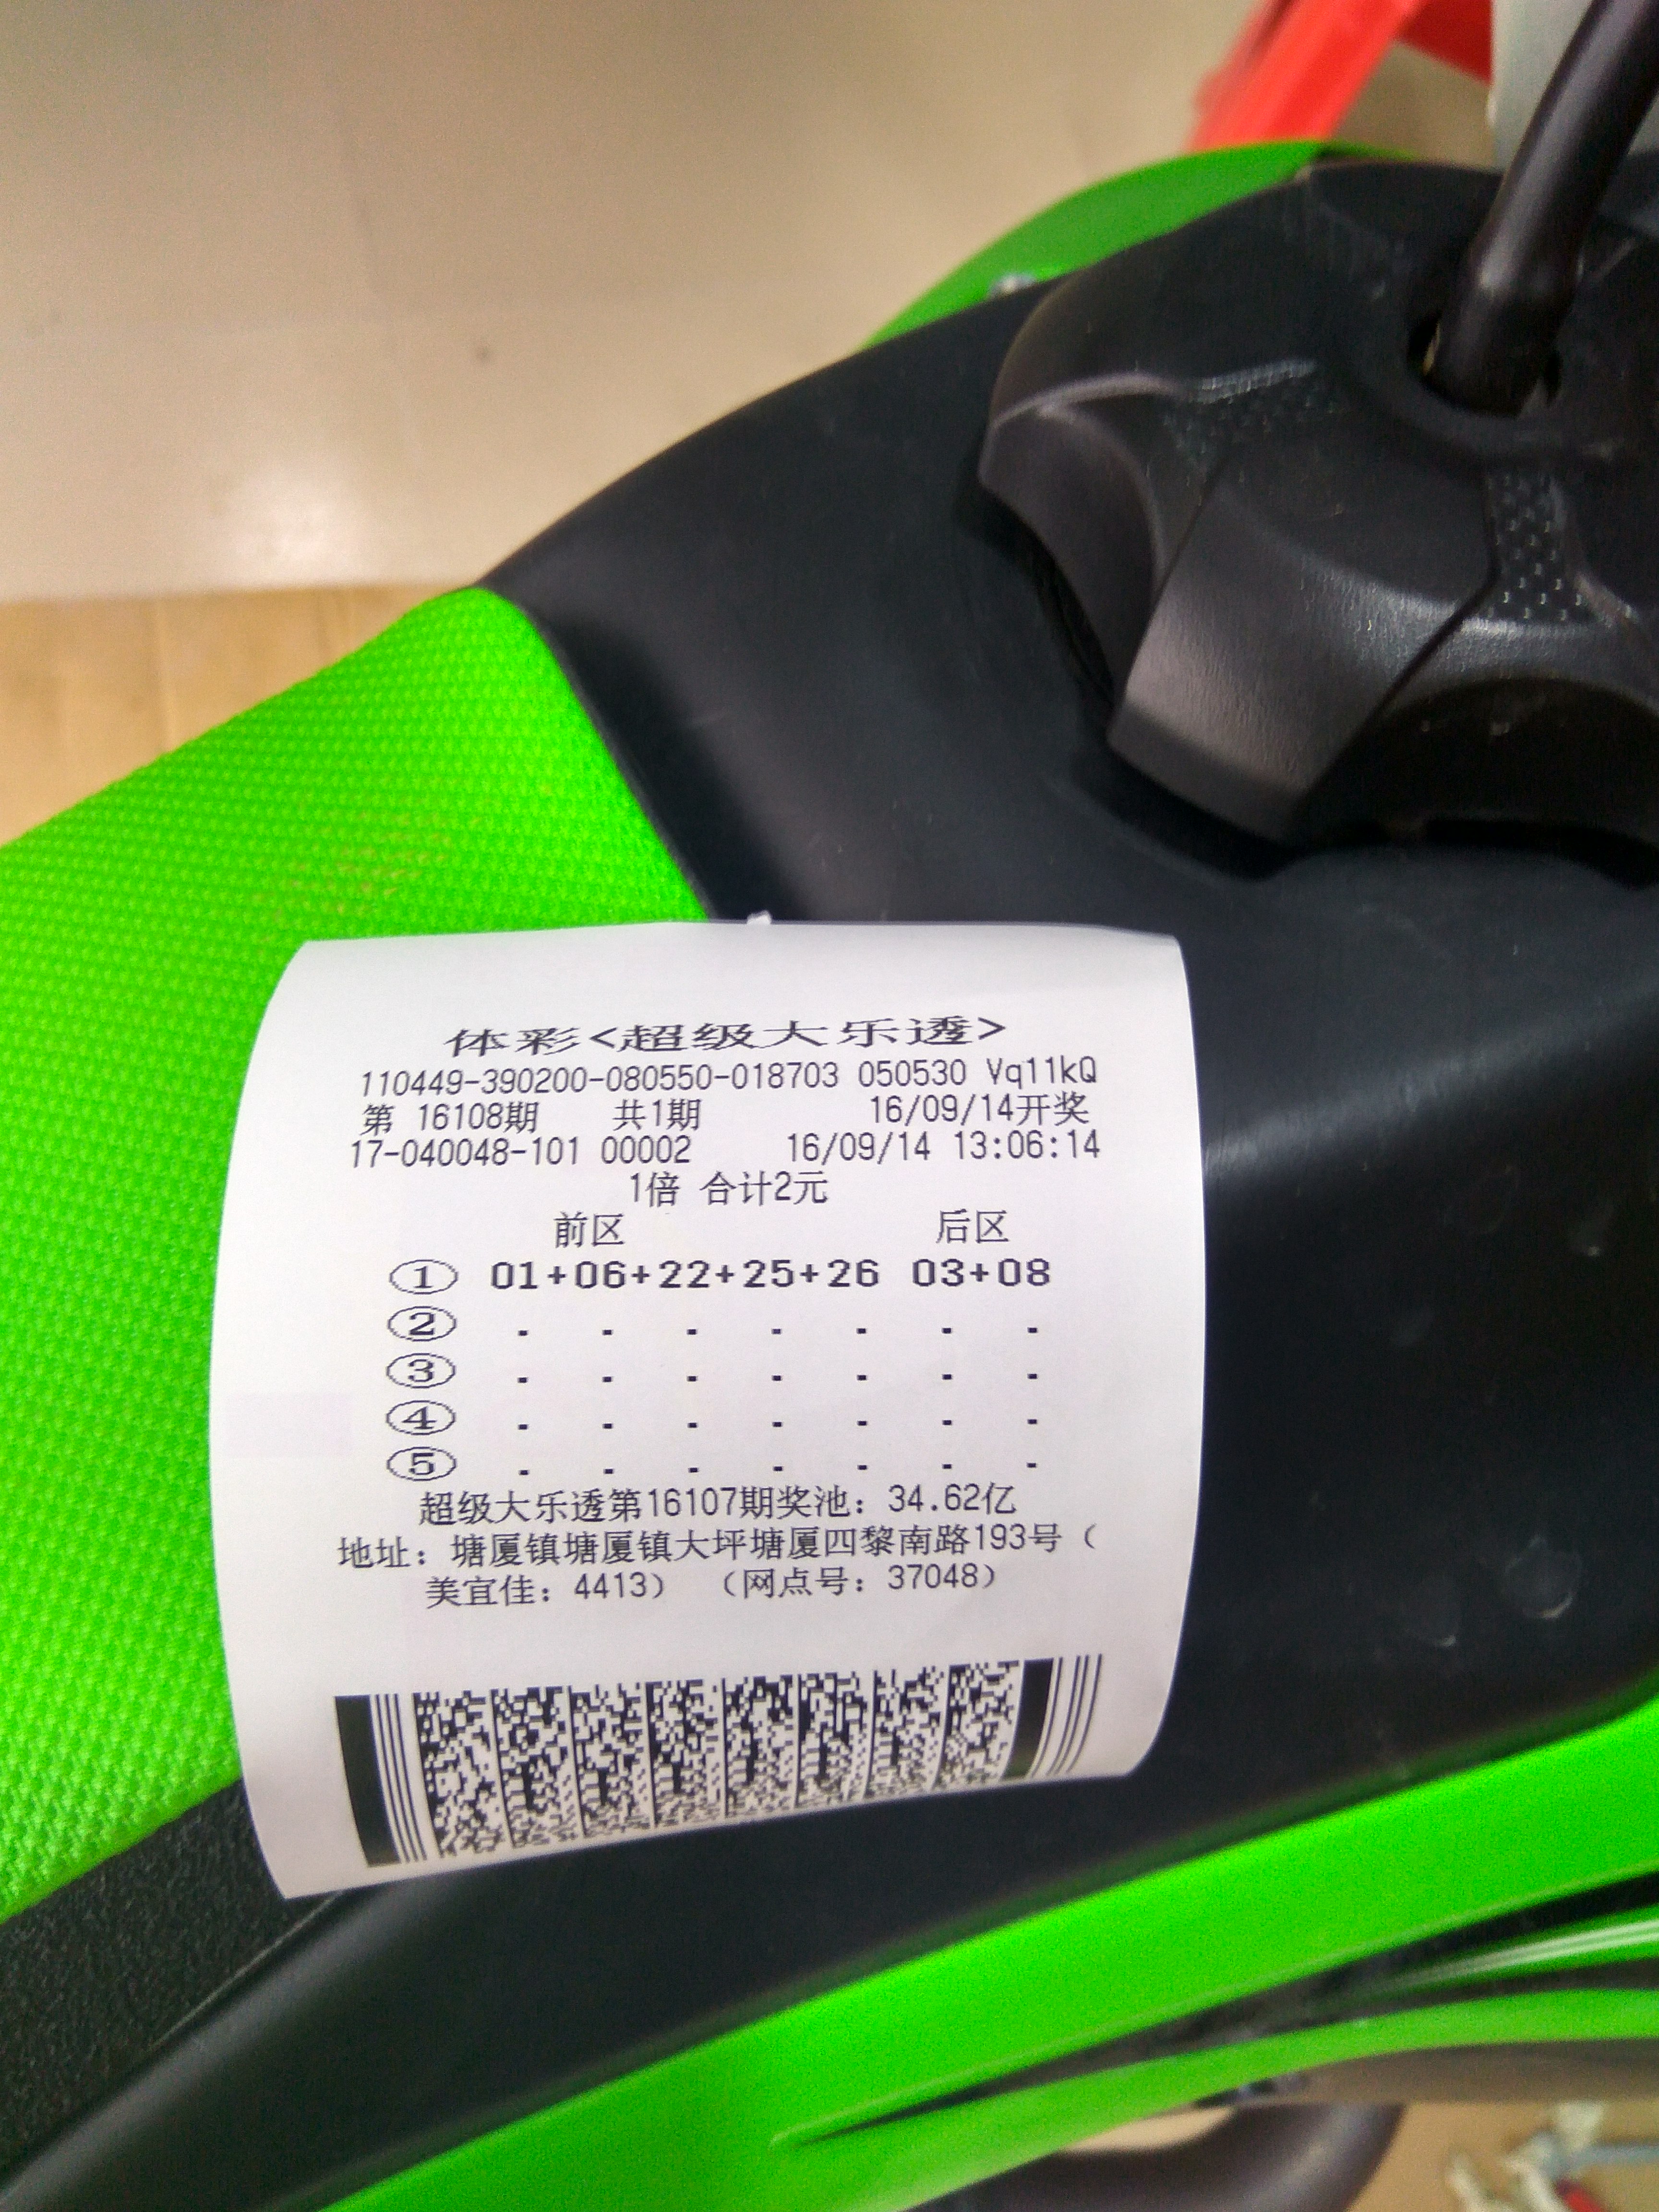 体彩<超级大乐透>
110449-390200-080550-018703 050530 Vq11kQ
第 16108期 共1期 16/09/14开奖
17-040048-101 00002 16/09/14 13:06:14
1倍 合计2元
前区 后区
① 01+06+22+25+26 03+08
② - - - - - - -
③ - - - - - - -
④ - - - - - - -
⑤ - - - - - - -
超级大乐透第16107期奖池：34.62亿
地址：塘厦镇塘厦镇大坪塘厦四黎南路193号（
美宜佳：4413）（网点号：37048）